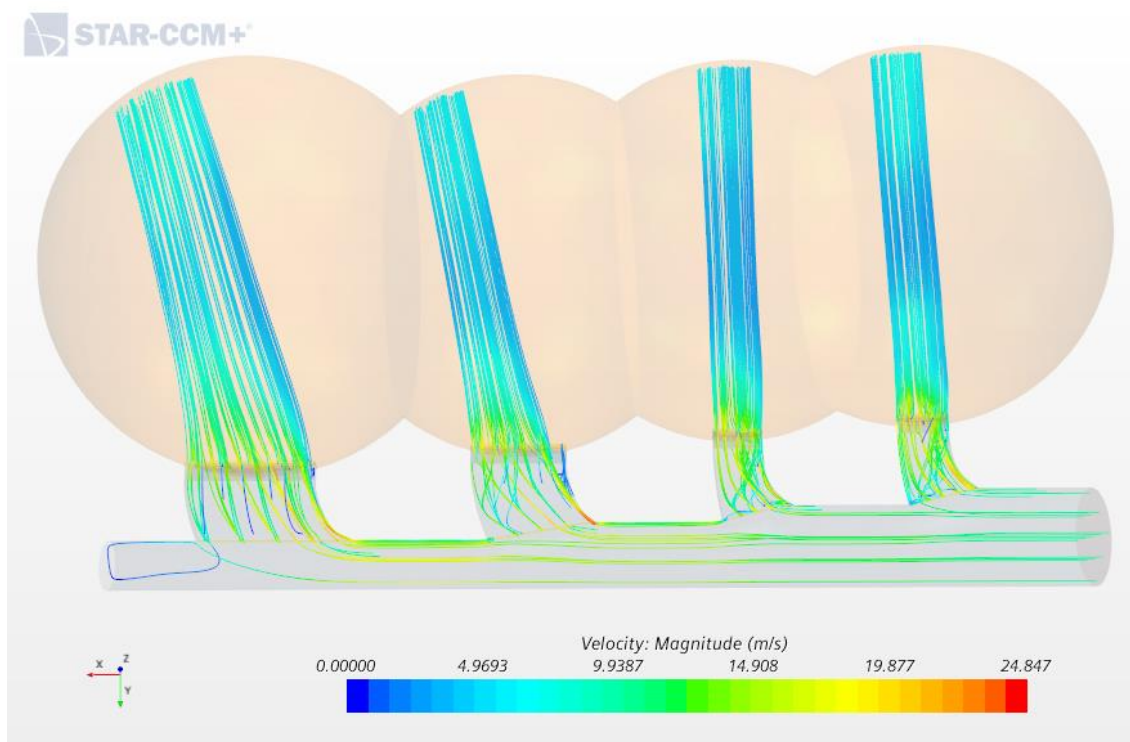 STAR-CCM+
Velocity: Magnitude (m/s)
0.00000 4.9693 9.9387 14.908 19.877 24.847
X Z
Y